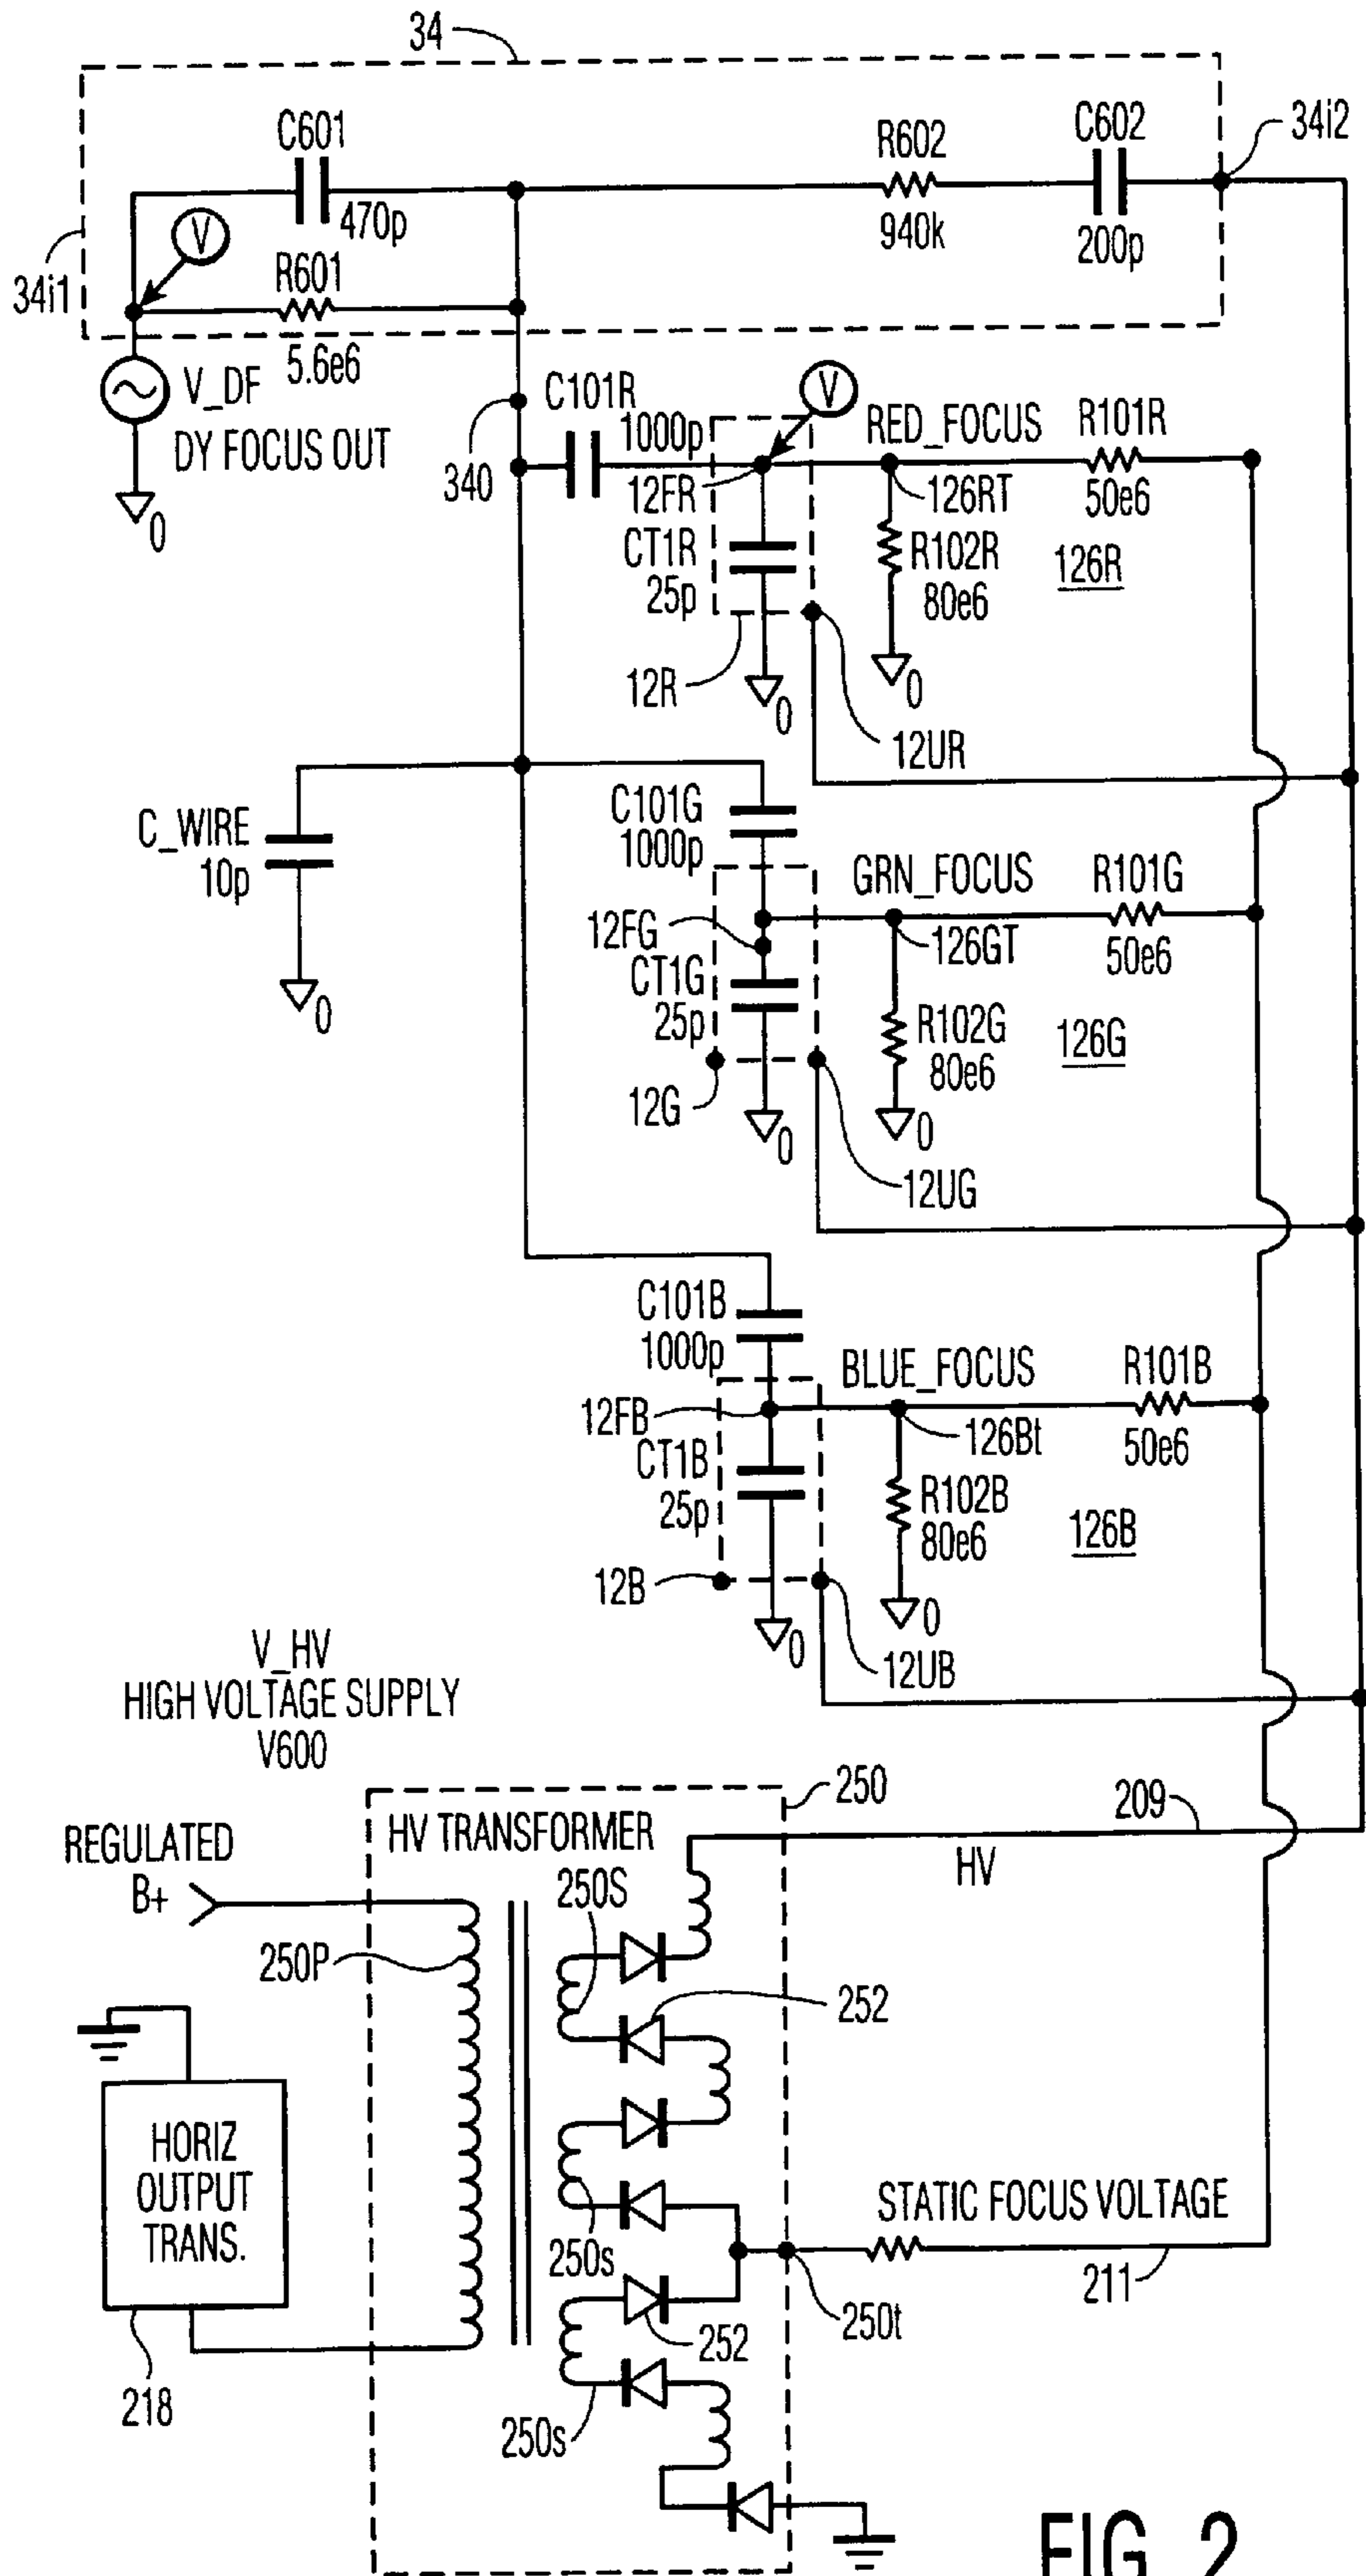 34
C601
470p
R602
940k
C602
200p
34i2
34i1
V
R601
5.6e6
V_DF
DY FOCUS OUT
0
340
C101R
1000p
V
RED_FOCUS
R101R
50e6
12FR
126RT
CT1R
25p
R102R
80e6
126R
12R
0
0
12UR
C_WIRE
10p
0
C101G
1000p
GRN_FOCUS
R101G
50e6
12FG
126GT
CT1G
25p
R102G
80e6
126G
12G
0
0
12UG
C101B
1000p
BLUE_FOCUS
R101B
50e6
12FB
126Bt
CT1B
25p
R102B
80e6
126B
12B
0
0
12UB
V_HV
HIGH VOLTAGE SUPPLY
V600
250
HV TRANSFORMER
209
HV
REGULATED
B+
250P
250S
252
HORIZ
OUTPUT
TRANS.
218
250s
STATIC FOCUS VOLTAGE
211
250t
252
250s
FIG. 2